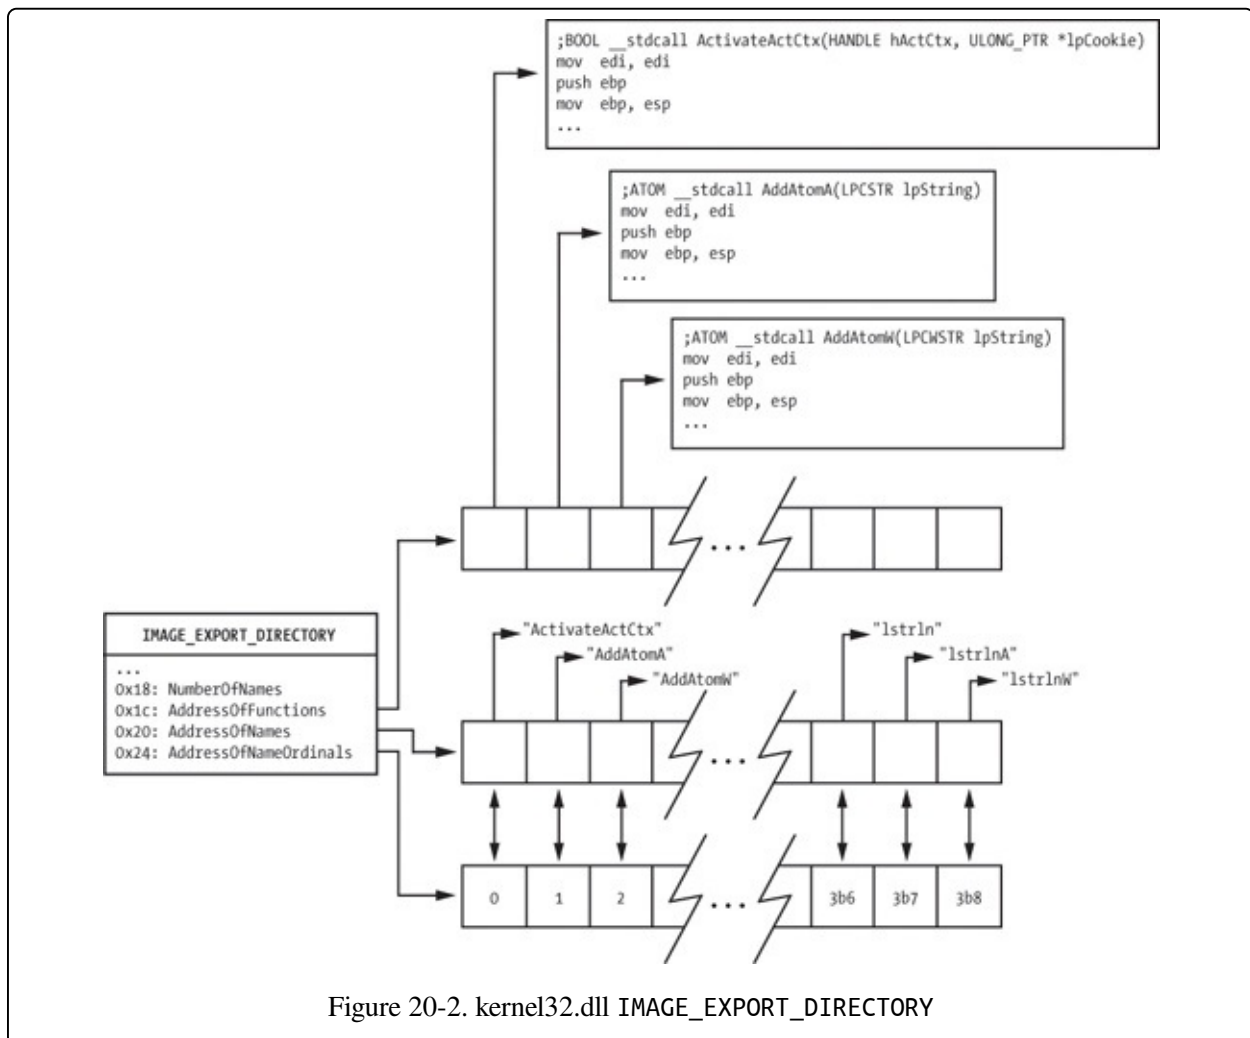 ;BOOL __stdcall ActivateActCtx(HANDLE hActCtx, ULONG_PTR *lpCookie)
mov edi, edi
push ebp
mov ebp, esp
...
;ATOM __stdcall AddAtomA(LPCSTR lpString)
mov edi, edi
push ebp
mov ebp, esp
...
;ATOM __stdcall AddAtomW(LPCWSTR lpString)
mov edi, edi
push ebp
mov ebp, esp
...
...
IMAGE_EXPORT_DIRECTORY
...
0x18: NumberOfNames
0x1c: AddressOfFunctions
0x20: AddressOfNames
0x24: AddressOfNameOrdinals
"ActivateActCtx"
"AddAtomA"
"AddAtomW"
"lstrln"
"lstrlnA"
"lstrlnW"
...
0 1 2 ... 3b6 3b7 3b8
Figure 20-2. kernel32.dll IMAGE_EXPORT_DIRECTORY